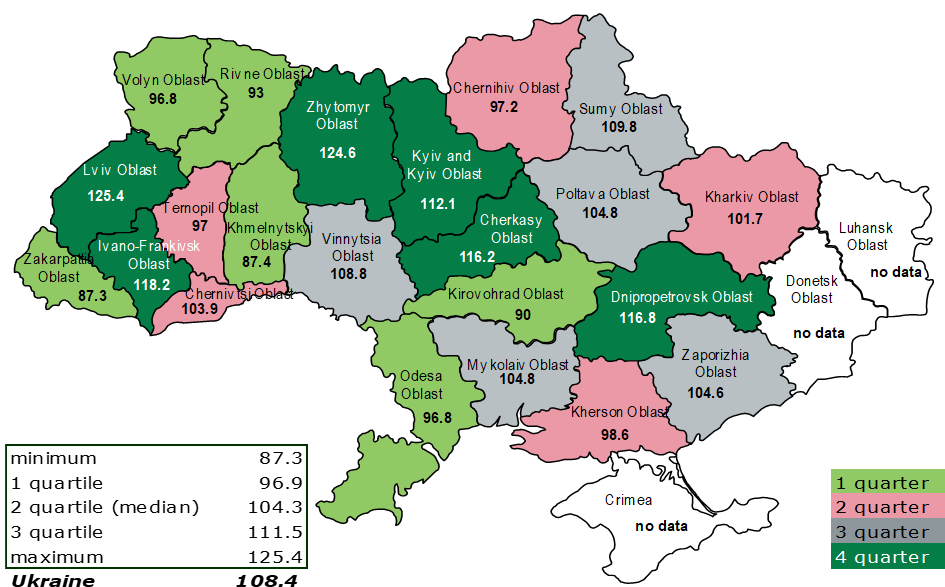 Volyn Oblast
96.8
Rivne Oblast
93
Zhytomyr
Oblast
124.6
Kyiv and
Kyiv Oblast
112.1
Chernihiv Oblast
97.2
Sumy Oblast
109.8
Lviv Oblast
125.4
Ternopil Oblast
97
Khmelnytskyi
Oblast
87.4
Ivano-Frankivsk
Oblast
118.2
Zakarpattia
Oblast
87.3
Chernivtsi Oblast
103.9
Vinnytsia
Oblast
108.8
Cherkasy
Oblast
116.2
Poltava Oblast
104.8
Kharkiv Oblast
101.7
Luhansk
Oblast
no data
Donetsk
Oblast
no data
Kirovohrad Oblast
90
Dnipropetrovsk Oblast
116.8
Odesa
Oblast
96.8
Mykolaiv Oblast
104.8
Zaporizhia
Oblast
104.6
Kherson Oblast
98.6
Crimea
no data
minimum 87.3
1 quartile 96.9
2 quartile (median) 104.3
3 quartile 111.5
maximum 125.4
Ukraine 108.4
1 quarter
2 quarter
3 quarter
4 quarter